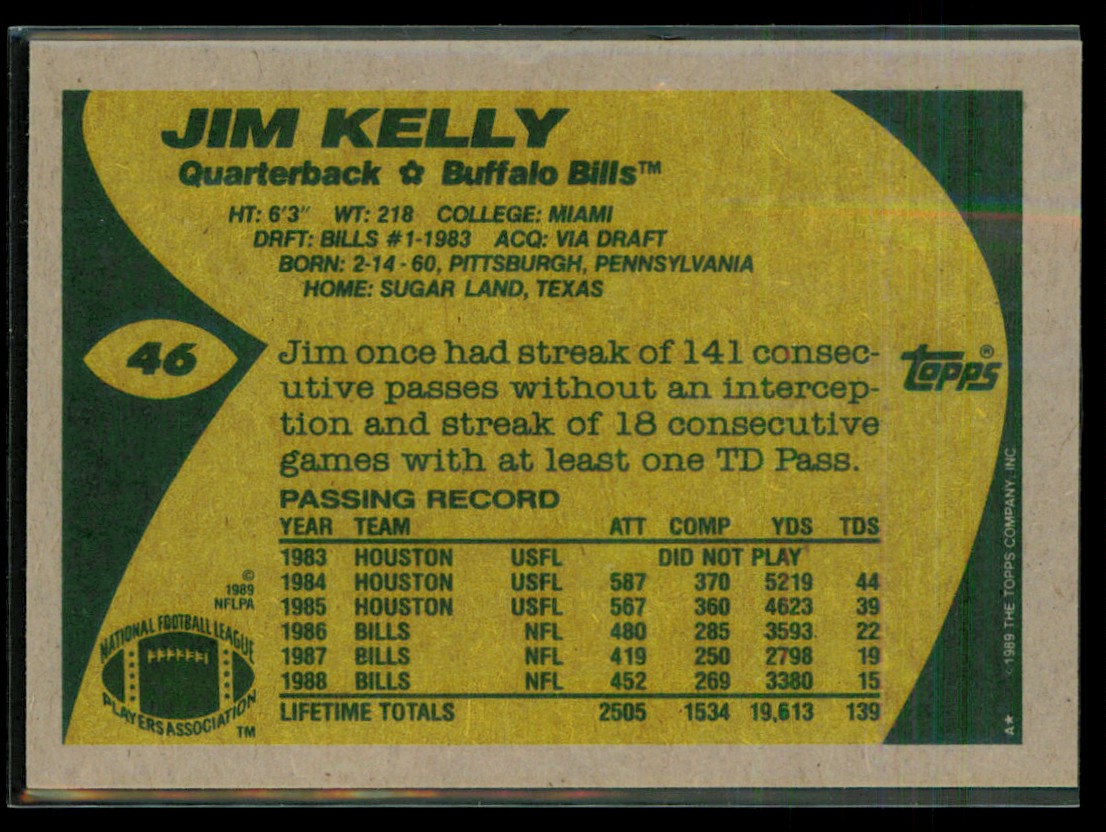 JIM KELLY
Quarterback ✿ Buffalo Bills™
HT: 6'3" WT: 218 COLLEGE: MIAMI
DRFT: BILLS #1-1983 ACQ: VIA DRAFT
BORN: 2-14-60, PITTSBURGH, PENNSYLVANIA
HOME: SUGAR LAND, TEXAS
46
Jim once had streak of 141 consec-
utive passes without an intercep-
tion and streak of 18 consecutive
games with at least one TD Pass.
topps®
PASSING RECORD
YEAR TEAM ATT COMP YDS TDS
1983 HOUSTON USFL DID NOT PLAY
1984 HOUSTON USFL 587 370 5219 44
1985 HOUSTON USFL 567 360 4623 39
1986 BILLS NFL 480 285 3593 22
1987 BILLS NFL 419 250 2798 19
1988 BILLS NFL 452 269 3380 15
LIFETIME TOTALS 2505 1534 19,613 139
©
1989
NFLPA
NATIONAL FOOTBALL LEAGUE
PLAYERS ASSOCIATION
TM
A★ ©1989 THE TOPPS COMPANY, INC.